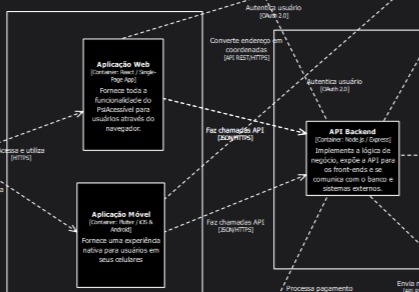 Autentica usuário
[OAuth 2.0]
Converte endereço em
coordenadas
[API REST/HTTPS]
Aplicação Web
[Container: React / Single-
Page App]
Fornece toda a
funcionalidade do
PsiAcessível para
usuários através do
navegador.
Autentica usuário
[OAuth 2.0]
Faz chamadas API
[JSON/HTTPS]
API Backend
[Container: Node.js / Express]
Implementa a lógica de
negócio, expõe a API para
os front-ends e se
comunica com o banco e
sistemas externos.
Acessa e utiliza
[HTTPS]
Aplicação Móvel
[Container: Flutter / iOS &
Android]
Fornece uma experiência
nativa para usuários em
seus celulares
Faz chamadas API
[JSON/HTTPS]
Processa pagamento
Envia